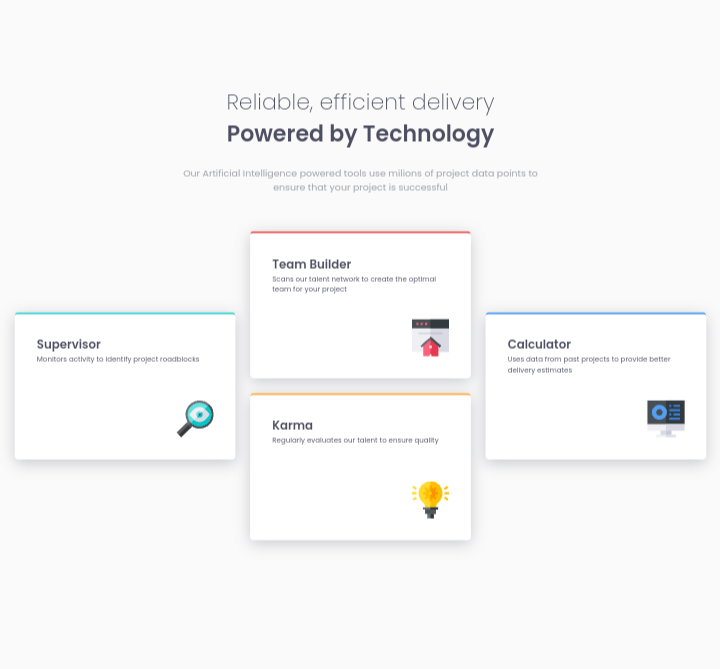 Reliable, efficient delivery
Powered by Technology
Our Artificial Intelligence powered tools use milions of project data points to
ensure that your project is successful
Supervisor
Monitors activity to identify project roadblocks
Team Builder
Scans our talent network to create the optimal
team for your project
Karma
Regularly evaluates our talent to ensure quality
Calculator
Uses data from past projects to provide better
delivery estimates